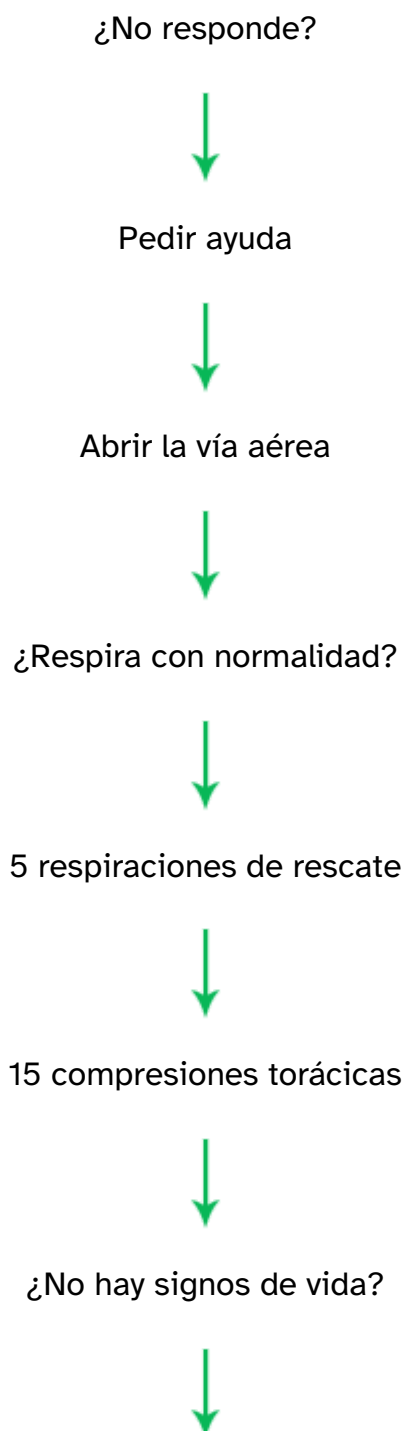 ¿No responde?
Pedir ayuda
Abrir la vía aérea
¿Respira con normalidad?
5 respiraciones de rescate
15 compresiones torácicas
¿No hay signos de vida?